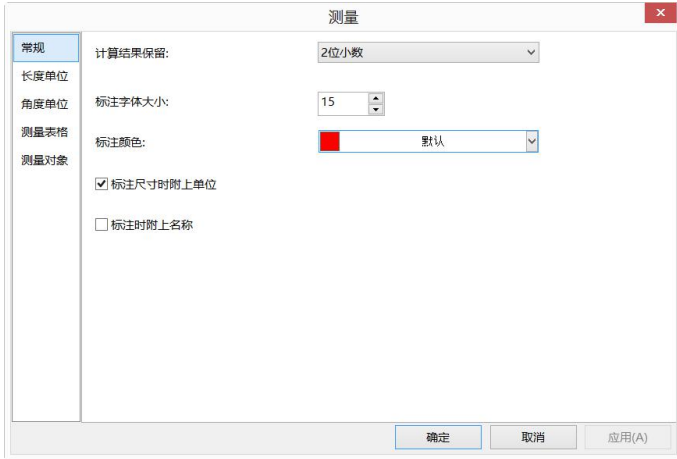 测量
常规
长度单位
角度单位
测量表格
测量对象
计算结果保留: 2位小数
标注字体大小: 15
标注颜色: 默认
标注尺寸时附上单位
标注时附上名称
确定 取消 应用(A)